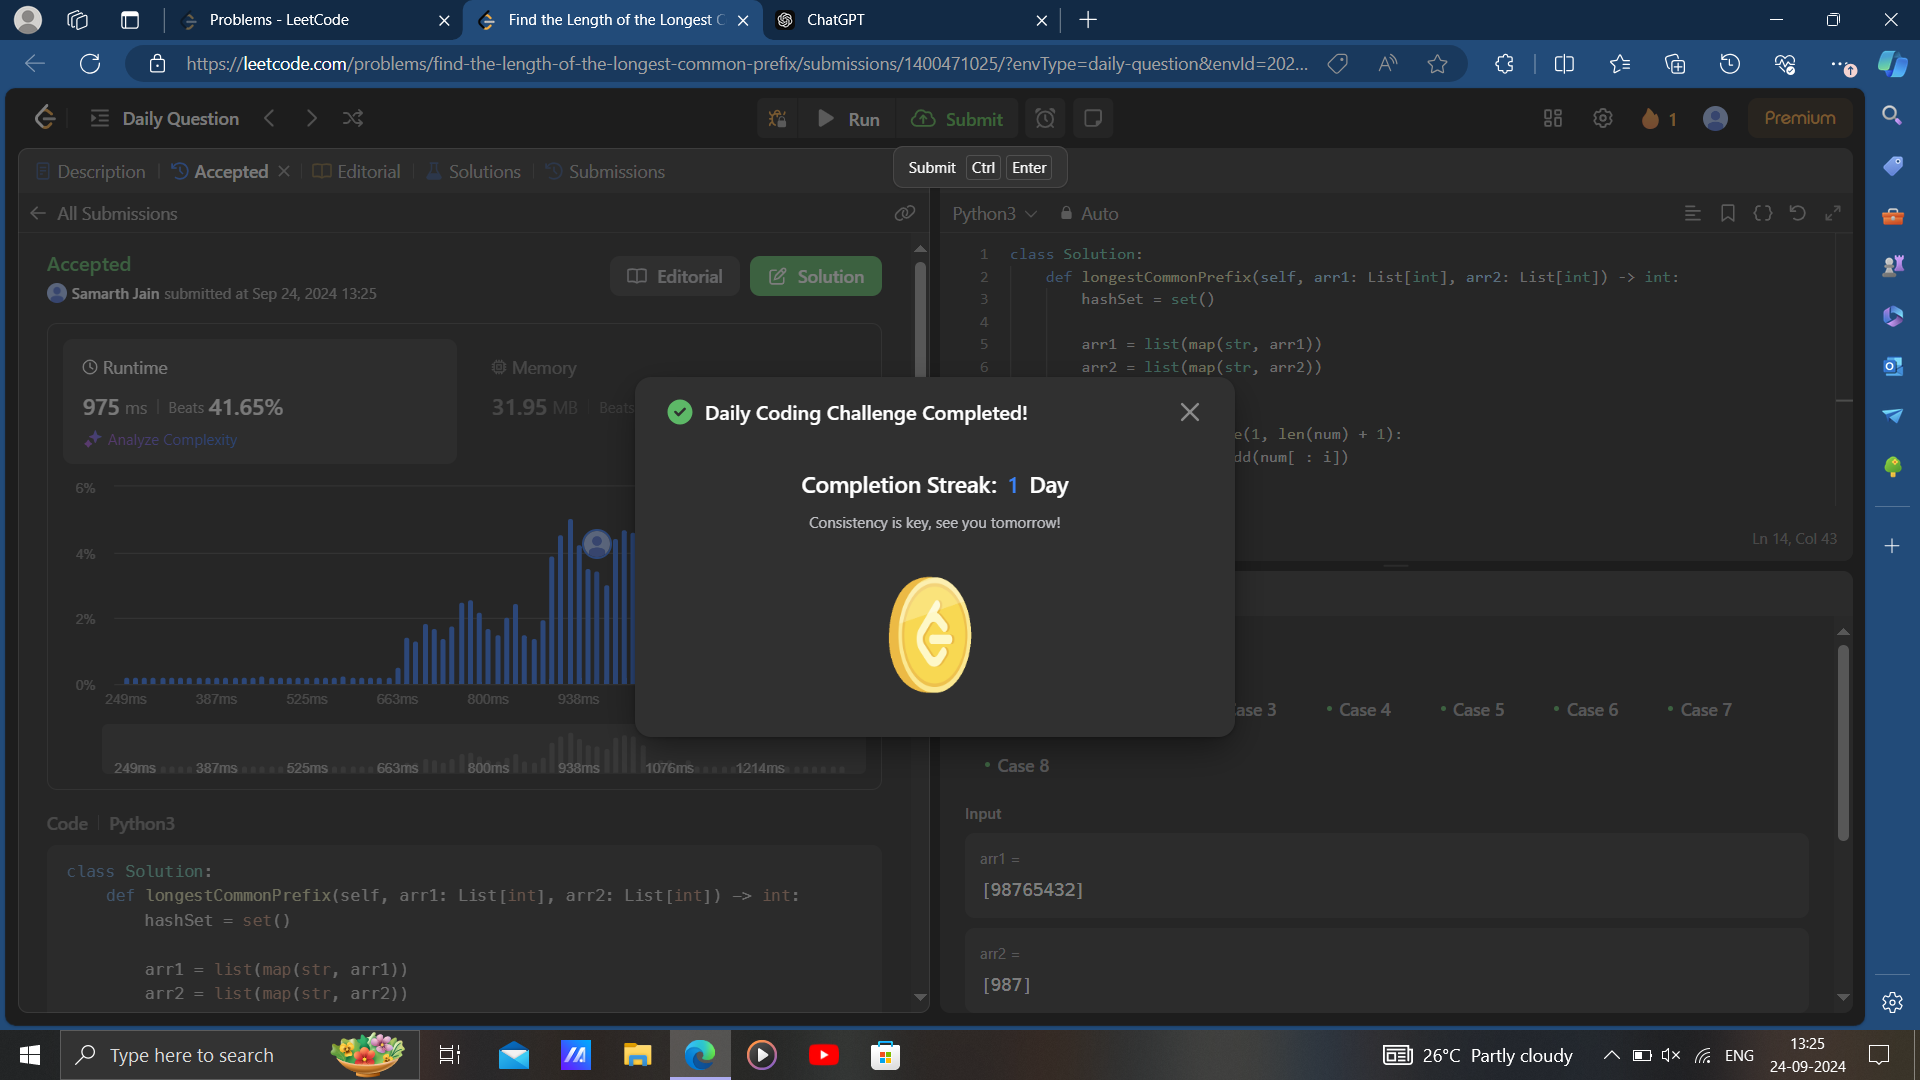 Problems - LeetCode
Find the Length of the Longest C
ChatGPT
https://leetcode.com/problems/find-the-length-of-the-longest-common-prefix/submissions/1400471025/?envType=daily-question&envId=202...
Daily Question
Run
Submit
1
Premium
Description
Accepted
Editorial
Solutions
Submissions
Submit Ctrl Enter
All Submissions
Accepted
Samarth Jain submitted at Sep 24, 2024 13:25
Editorial
Solution
Runtime
975 ms | Beats 41.65%
Analyze Complexity
Memory
31.95 MB | Beats
6%
4%
2%
0%
249ms 387ms 525ms 663ms 800ms 938ms
249ms 387ms 525ms 663ms 800ms 938ms 1076ms 1214ms
Code | Python3
class Solution:
def longestCommonPrefix(self, arr1: List[int], arr2: List[int]) -> int:
hashSet = set()
arr1 = list(map(str, arr1))
arr2 = list(map(str, arr2))
Python3
Auto
1 class Solution:
2 def longestCommonPrefix(self, arr1: List[int], arr2: List[int]) -> int:
3 hashSet = set()
4
5 arr1 = list(map(str, arr1))
6 arr2 = list(map(str, arr2))
e(1, len(num) + 1):
dd(num[ : i])
Ln 14, Col 43
Daily Coding Challenge Completed!
Completion Streak: 1 Day
Consistency is key, see you tomorrow!
ase 3
Case 4
Case 5
Case 6
Case 7
Case 8
Input
arr1 =
[98765432]
arr2 =
[987]
Type here to search
26°C Partly cloudy
ENG
13:25
24-09-2024